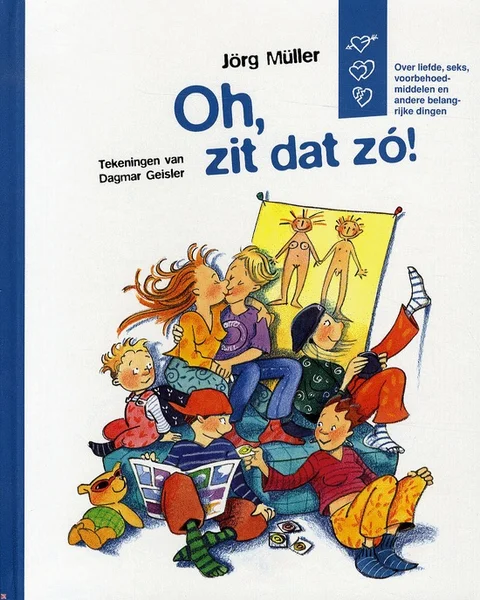 Jörg Müller
Over liefde, seks,
voorbehoed-
middelen en
andere belang-
rijke dingen
Oh,
zit dat zó!
Tekeningen van
Dagmar Geisler